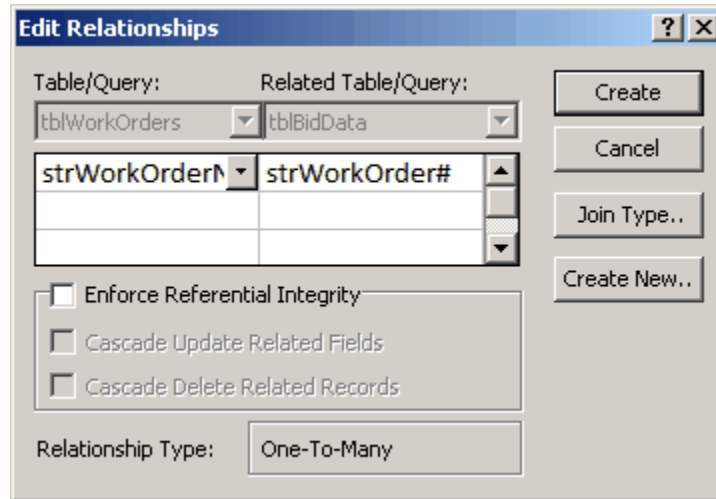 Edit Relationships
Table/Query: Related Table/Query:
tblWorkOrders tblBidData
strWorkOrderN strWorkOrder#
Enforce Referential Integrity
Cascade Update Related Fields
Cascade Delete Related Records
Relationship Type: One-To-Many
Create
Cancel
Join Type..
Create New..